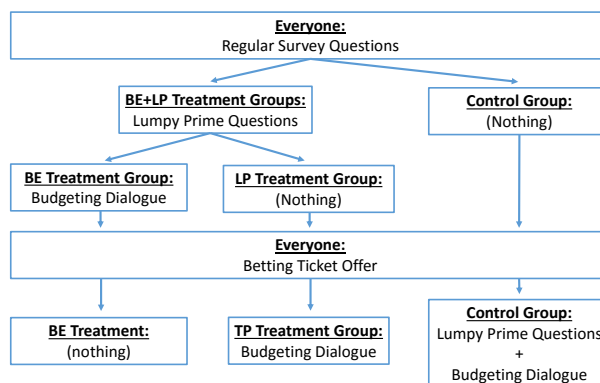 Everyone:
Regular Survey Questions
BE+LP Treatment Groups:
Lumpy Prime Questions
Control Group:
(Nothing)
BE Treatment Group:
Budgeting Dialogue
LP Treatment Group:
(Nothing)
Everyone:
Betting Ticket Offer
BE Treatment:
(nothing)
TP Treatment Group:
Budgeting Dialogue
Control Group:
Lumpy Prime Questions
+
Budgeting Dialogue